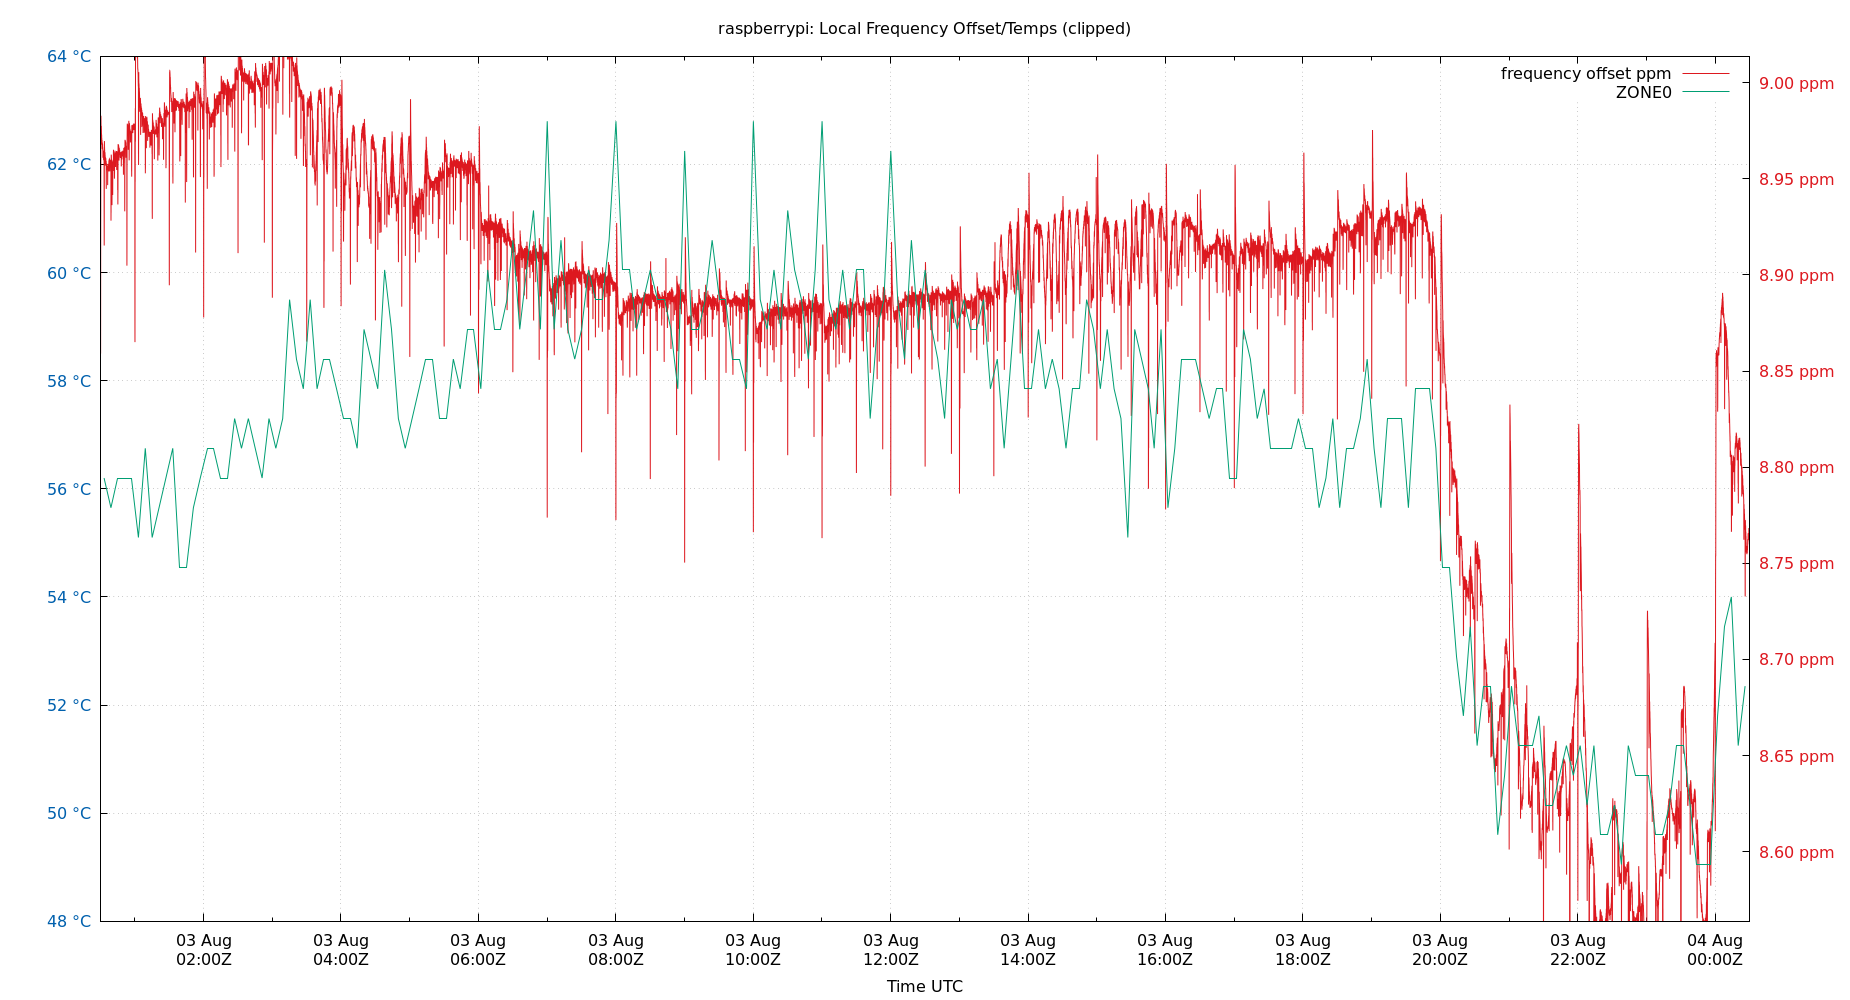 raspberrypi: Local Frequency Offset/Temps (clipped)
frequency offset ppm
ZONE0
64 °C
62 °C
60 °C
58 °C
56 °C
54 °C
52 °C
50 °C
48 °C
9.00 ppm
8.95 ppm
8.90 ppm
8.85 ppm
8.80 ppm
8.75 ppm
8.70 ppm
8.65 ppm
8.60 ppm
03 Aug 03 Aug 03 Aug 03 Aug 03 Aug 03 Aug 03 Aug 03 Aug 03 Aug 03 Aug 03 Aug 04 Aug
02:00Z 04:00Z 06:00Z 08:00Z 10:00Z 12:00Z 14:00Z 16:00Z 18:00Z 20:00Z 22:00Z 00:00Z
Time UTC